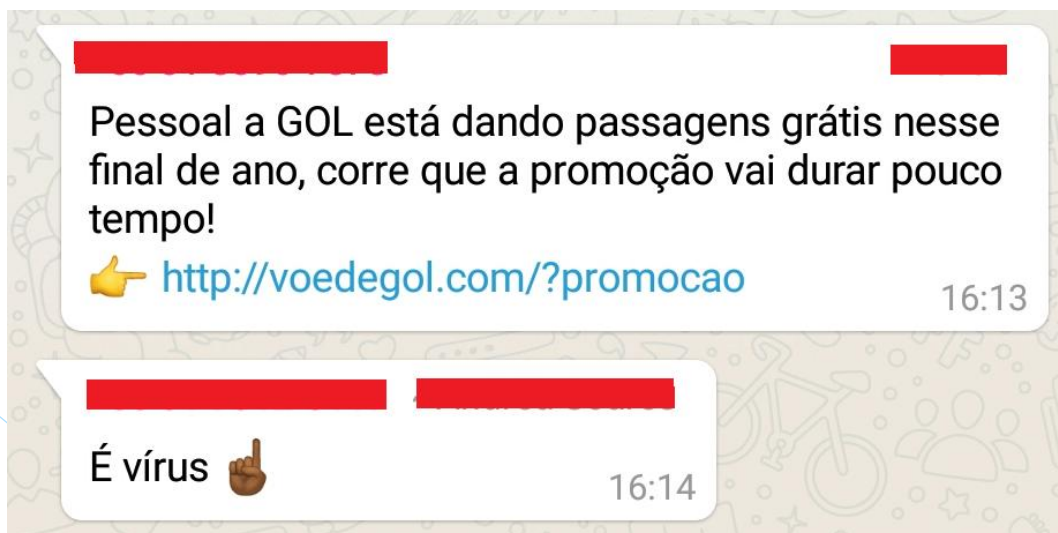 Pessoal a GOL está dando passagens grátis nesse
final de ano, corre que a promoção vai durar pouco
tempo!
👉 http://voedegol.com/?promocao
16:13
É vírus ☝🏾
16:14